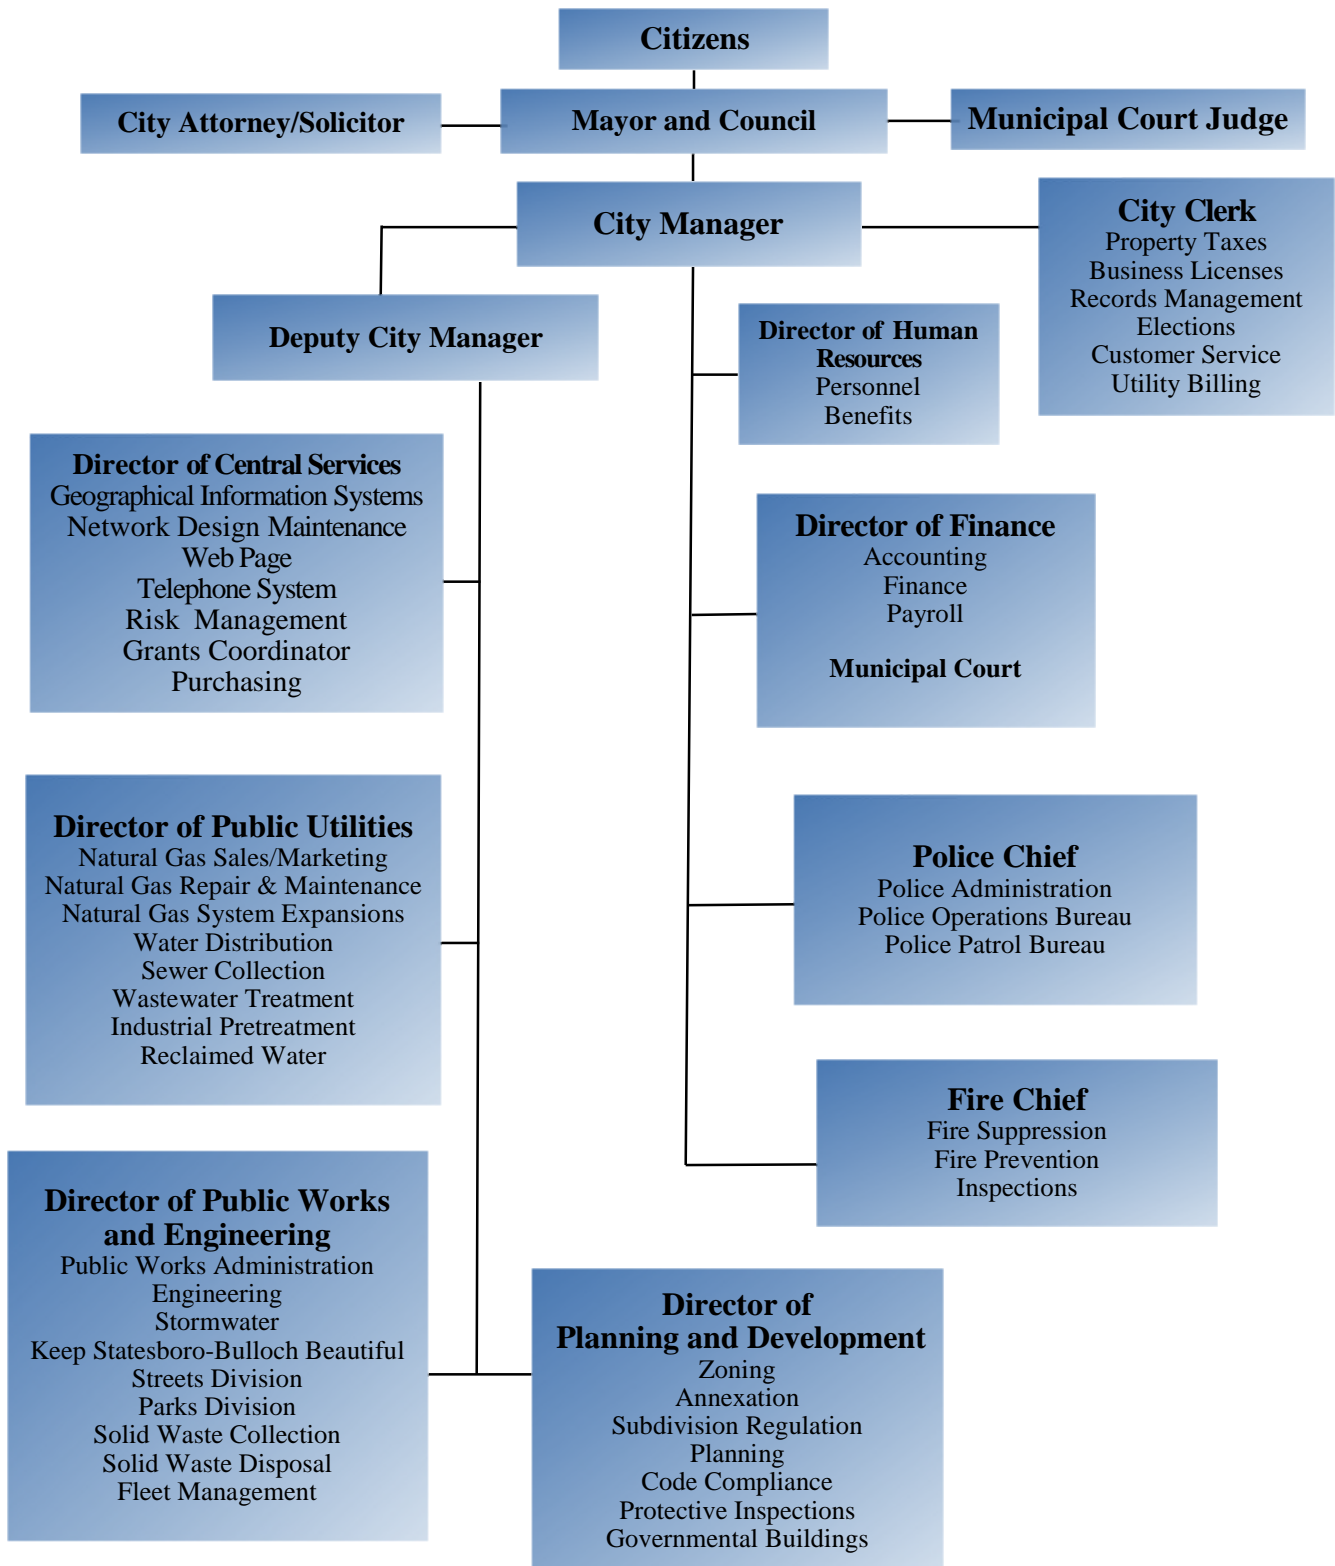 Citizens
City Attorney/Solicitor
Mayor and Council
Municipal Court Judge
City Manager
City Clerk
Property Taxes
Business Licenses
Records Management
Elections
Customer Service
Utility Billing
Deputy City Manager
Director of Human
Resources
Personnel
Benefits
Director of Central Services
Geographical Information Systems
Network Design Maintenance
Web Page
Telephone System
Risk Management
Grants Coordinator
Purchasing
Director of Finance
Accounting
Finance
Payroll
Municipal Court
Director of Public Utilities
Natural Gas Sales/Marketing
Natural Gas Repair & Maintenance
Natural Gas System Expansions
Water Distribution
Sewer Collection
Wastewater Treatment
Industrial Pretreatment
Reclaimed Water
Police Chief
Police Administration
Police Operations Bureau
Police Patrol Bureau
Fire Chief
Fire Suppression
Fire Prevention
Inspections
Director of Public Works
and Engineering
Public Works Administration
Engineering
Stormwater
Keep Statesboro-Bulloch Beautiful
Streets Division
Parks Division
Solid Waste Collection
Solid Waste Disposal
Fleet Management
Director of
Planning and Development
Zoning
Annexation
Subdivision Regulation
Planning
Code Compliance
Protective Inspections
Governmental Buildings